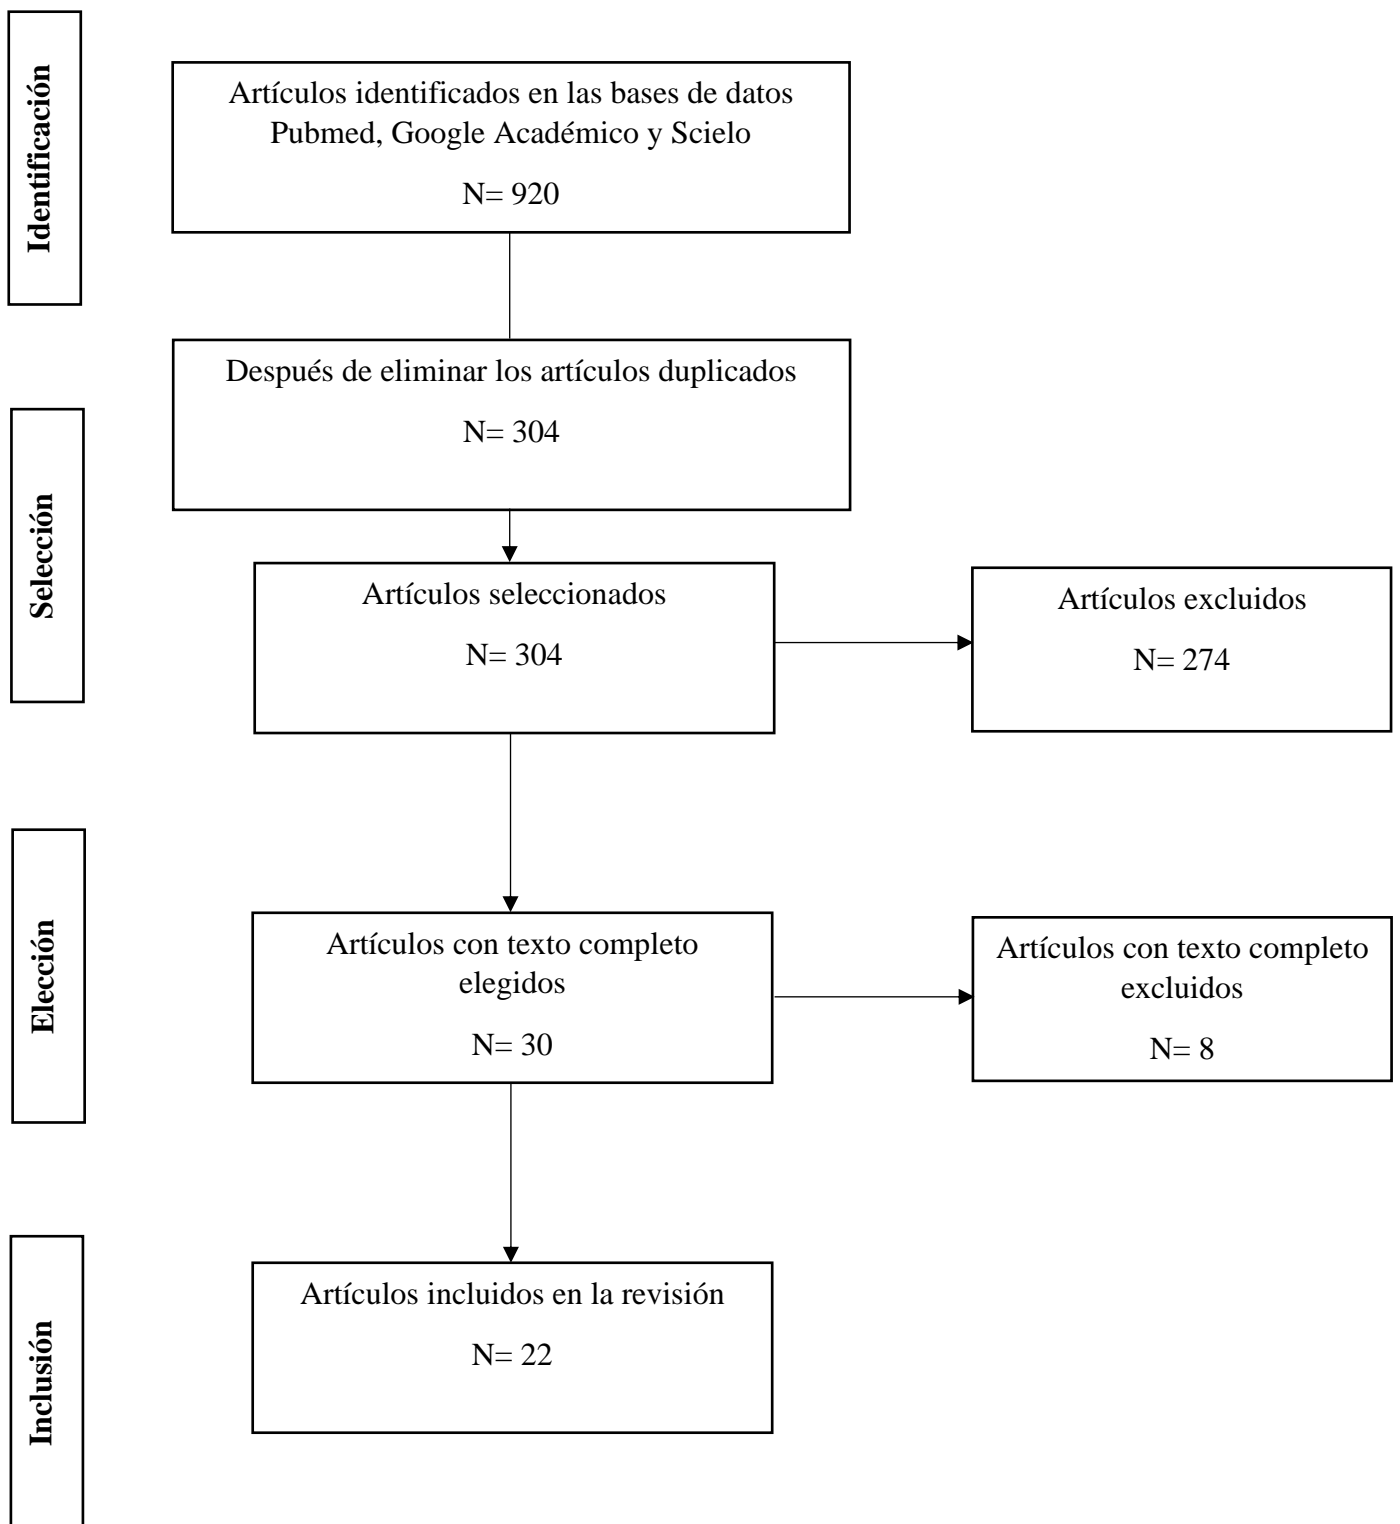 Identificación
Artículos identificados en las bases de datos
Pubmed, Google Académico y Scielo
N= 920
Después de eliminar los artículos duplicados
N= 304
Selección
Artículos seleccionados
N= 304
Artículos excluidos
N= 274
Elección
Artículos con texto completo
elegidos
N= 30
Artículos con texto completo
excluidos
N= 8
Inclusión
Artículos incluidos en la revisión
N= 22